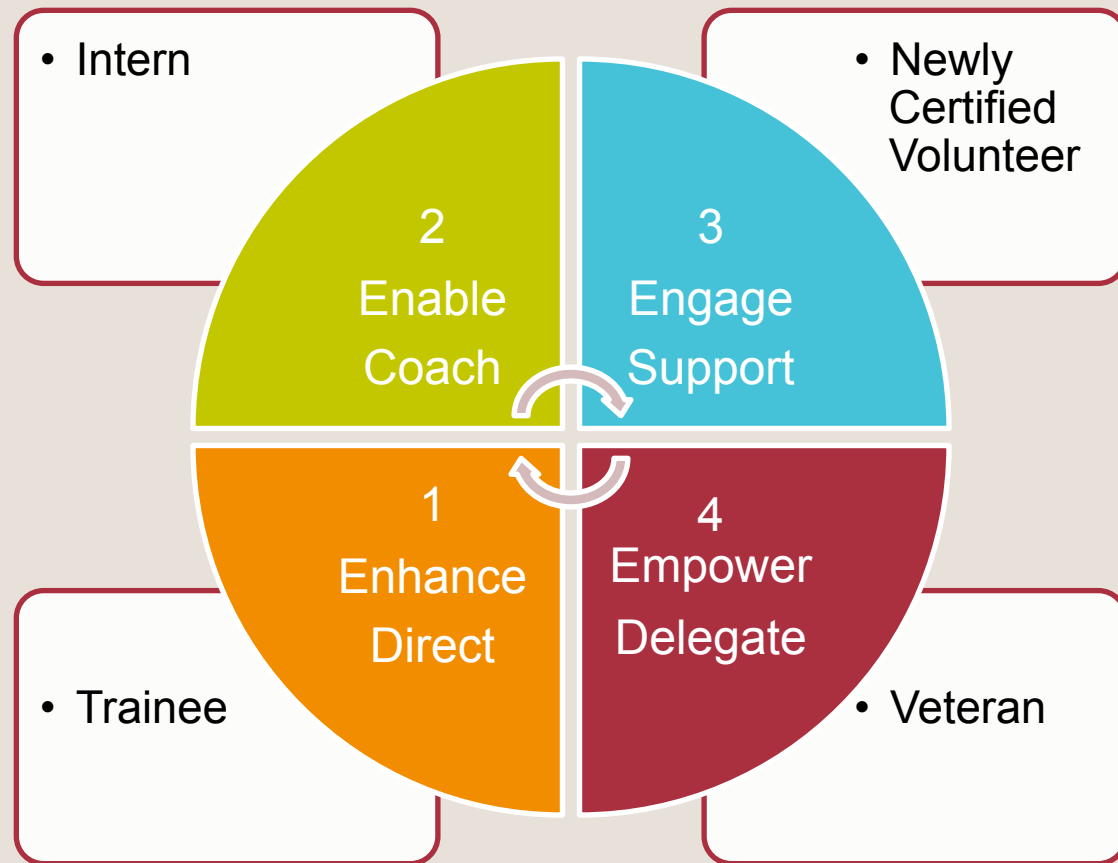 • Intern
• Newly
Certified
Volunteer
2
Enable
Coach
3
Engage
Support
1
Enhance
Direct
4
Empower
Delegate
• Trainee
• Veteran